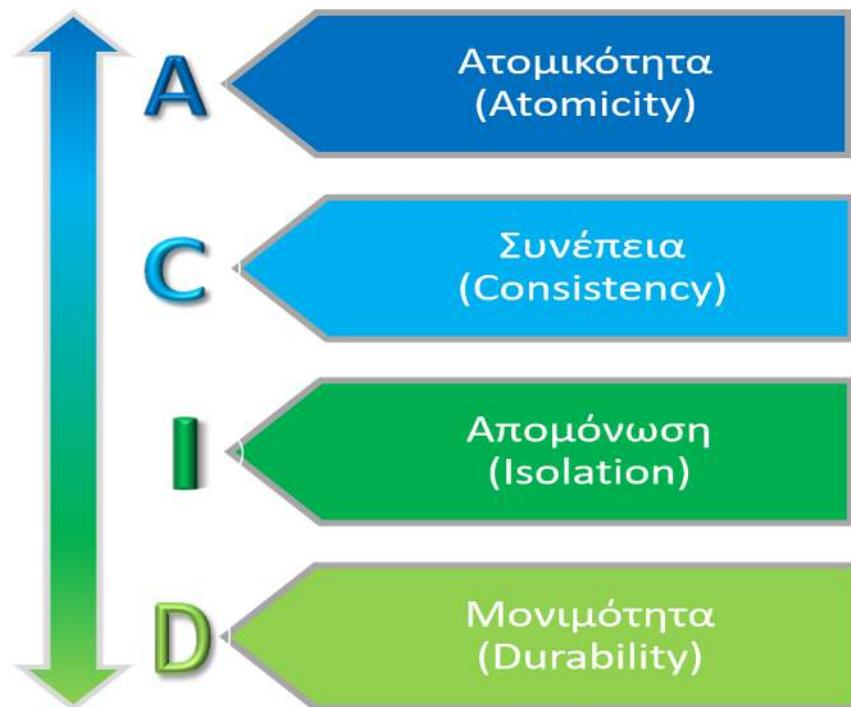 A
Ατομικότητα
(Atomicity)
C
Συνέπεια
(Consistency)
I
Απομόνωση
(Isolation)
D
Μονιμότητα
(Durability)